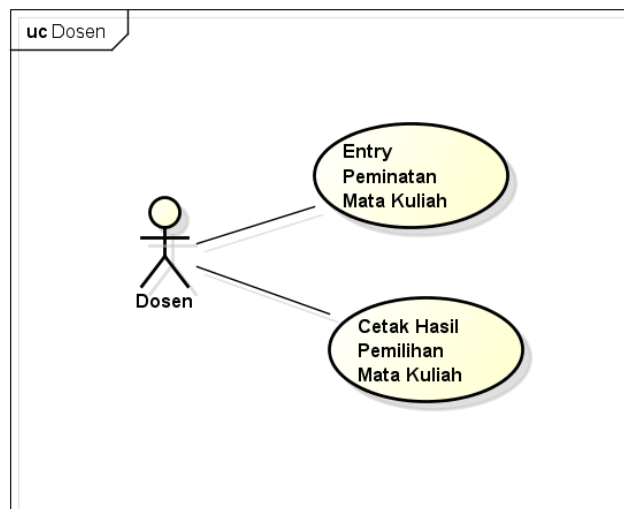 uc Dosen
Entry
Peminatan
Mata Kuliah
Dosen
Cetak Hasil
Pemilihan
Mata Kuliah